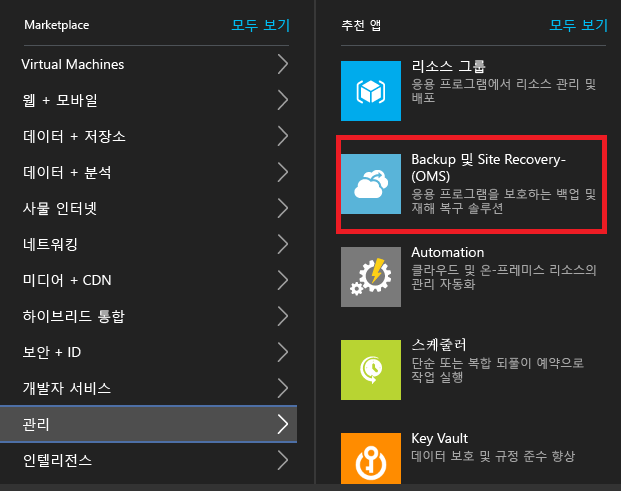 Marketplace
모두 보기
Virtual Machines
웹 + 모바일
데이터 + 저장소
데이터 + 분석
사물 인터넷
네트워킹
미디어 + CDN
하이브리드 통합
보안 + ID
개발자 서비스
관리
인텔리전스
추천 앱
모두 보기
리소스 그룹
응용 프로그램에서 리소스 관리 및
배포
Backup 및 Site Recovery-
(OMS)
응용 프로그램을 보호하는 백업 및
재해 복구 솔루션
Automation
클라우드 및 온-프레미스 리소스의
관리 자동화
스케줄러
단순 또는 복합 되풀이 예약으로
작업 실행
Key Vault
데이터 보호 및 규정 준수 향상